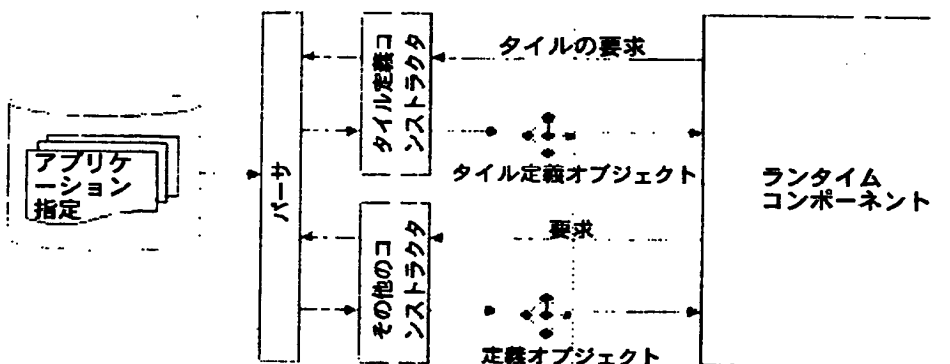 アプリケ
ーション
指定
パーサ
タイル定義コ
ンストラクタ
その他のコ
ンストラクタ
タイルの要求
タイル定義オブジェクト
要求
定義オブジェクト
ランタイム
コンポーネント